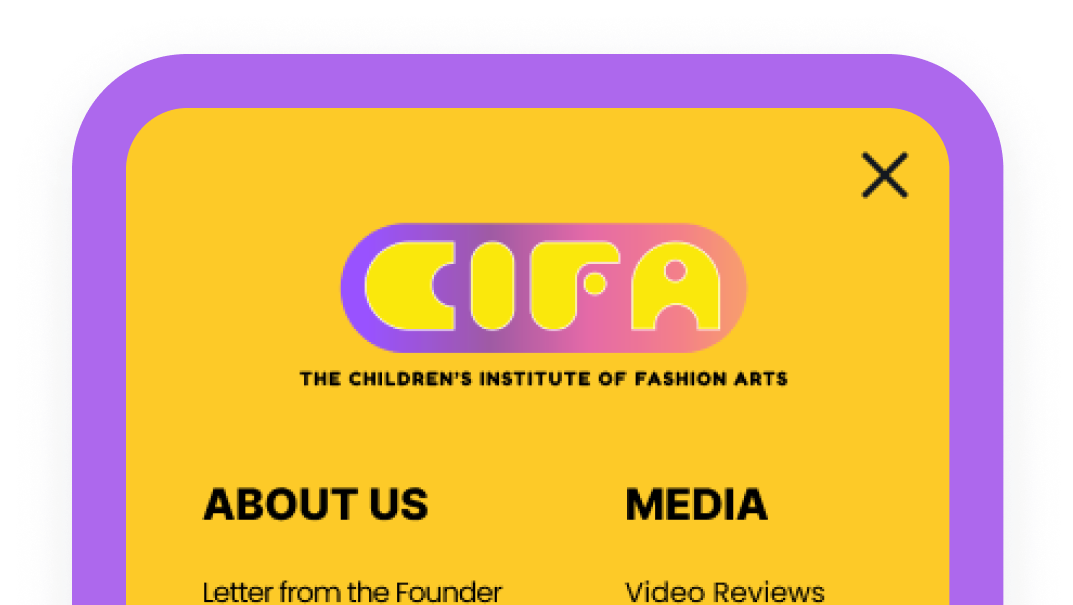 CIFA
THE CHILDREN'S INSTITUTE OF FASHION ARTS
ABOUT US
MEDIA
Letter from the Founder
Video Reviews